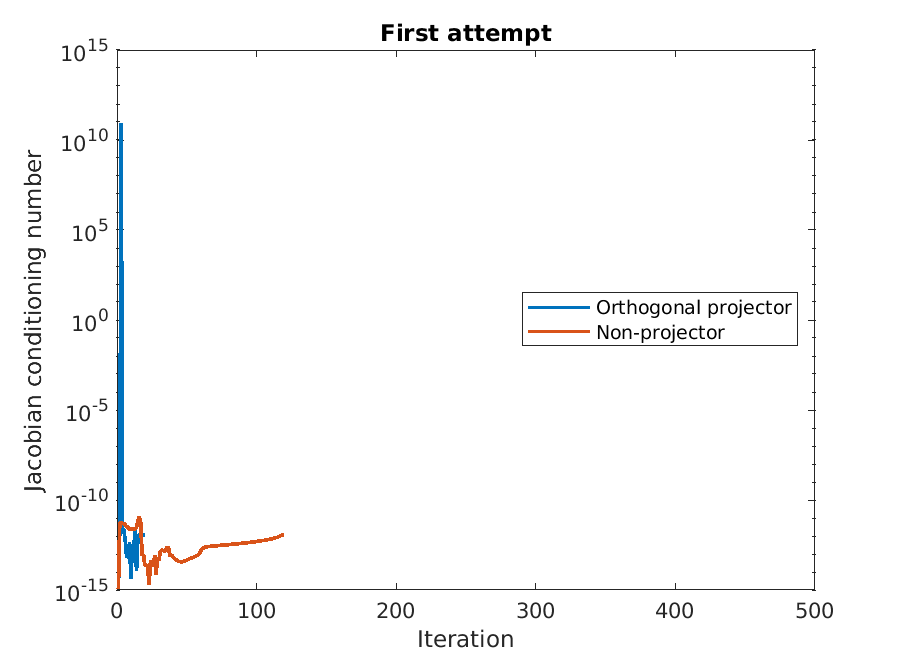 First attempt
10^15
10^10
10^5
10^0
10^-5
10^-10
10^-15
Jacobian conditioning number
Orthogonal projector
Non-projector
0 100 200 300 400 500
Iteration